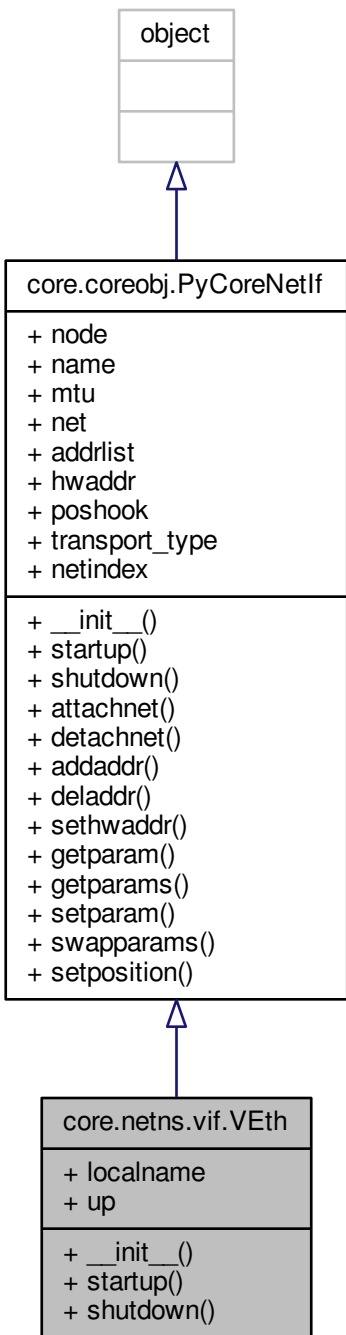 object
core.coreobj.PyCoreNetIf
+ node
+ name
+ mtu
+ net
+ addrlist
+ hwaddr
+ poshook
+ transport_type
+ netindex
+ __init__()
+ startup()
+ shutdown()
+ attachnet()
+ detachnet()
+ addaddr()
+ deladdr()
+ sethwaddr()
+ getparam()
+ getparams()
+ setparam()
+ swapparams()
+ setposition()
core.netns.vif.VEth
+ localname
+ up
+ __init__()
+ startup()
+ shutdown()